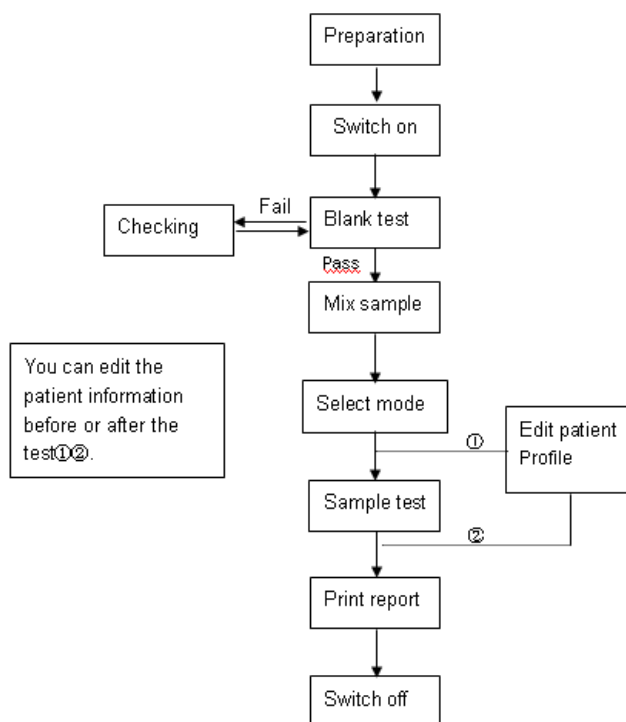 Preparation
Switch on
Fail
Checking
Blank test
Pass
Mix sample
You can edit the
patient information
before or after the
test①②.
Select mode
①
Edit patient
Profile
Sample test
②
Print report
Switch off